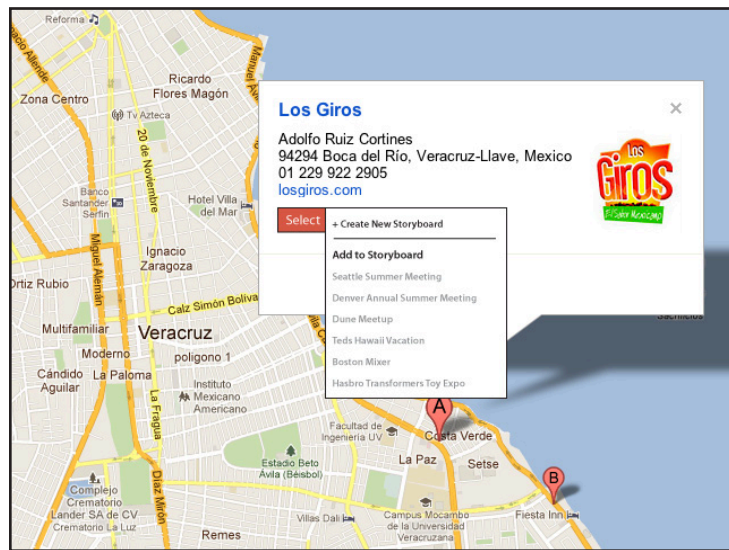 Reforma
Ricardo
Flores Magón
Zona Centro
Tv Azteca
20 de Noviembre
Banco
Santander
Serfin
Hotel Villa
del Mar
Miguel Alemán
Ignacio
Zaragoza
Ortiz Rubio
Calz Simón Boliva
Multifamiliar
Veracruz
Moderno
poligono 1
Cándido
Aguilar
La Paloma
Instituto
Mexicano
Americano
La Fragua
Los Giros
×
Adolfo Ruiz Cortines
94294 Boca del Río, Veracruz-Llave, Mexico
01 229 922 2905
losgiros.com
Los
Giros
El Sabor Mexicano
Select
+ Create New Storyboard
Add to Storyboard
Seattle Summer Meeting
Denver Annual Summer Meeting
Dune Meetup
Teds Hawaii Vacation
Boston Mixer
Hasbro Transformers Toy Expo
A
Facultad de
Ingeniería UV
Costa Verde
Estadio Beto
Ávila (Béisbol)
La Paz
Setse
B
Díaz Mirón
Complejo
Crematorio
Lander SA de CV
Crematorio La Luz
Villas Dali
Campus Mocambo
de la Universidad
Veracruzana
Fiesta Inn
Remes